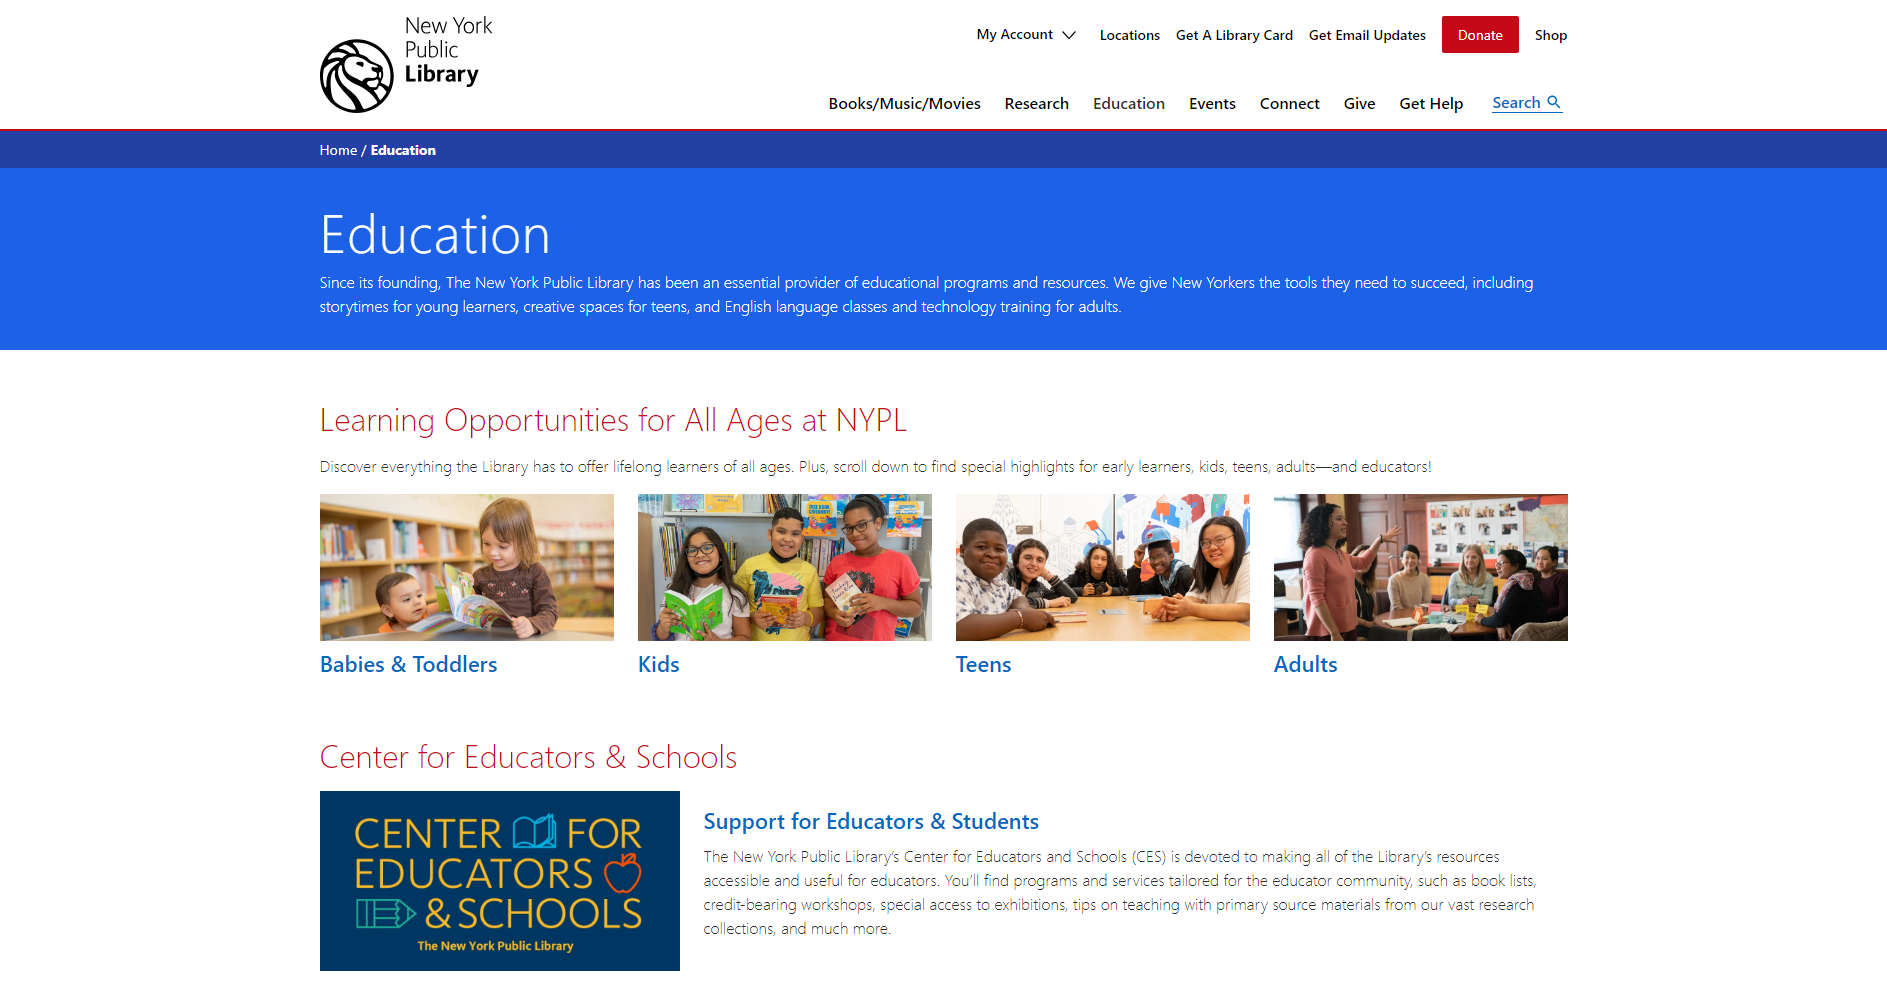 New York
Public
Library
My Account
Locations
Get A Library Card
Get Email Updates
Donate
Shop
Books/Music/Movies
Research
Education
Events
Connect
Give
Get Help
Search
Home / Education
Education
Since its founding, The New York Public Library has been an essential provider of educational programs and resources. We give New Yorkers the tools they need to succeed, including
storytimes for young learners, creative spaces for teens, and English language classes and technology training for adults.
Learning Opportunities for All Ages at NYPL
Discover everything the Library has to offer lifelong learners of all ages. Plus, scroll down to find special highlights for early learners, kids, teens, adults—and educators!
Babies & Toddlers
Kids
Teens
Adults
Center for Educators & Schools
CENTER FOR
EDUCATORS
& SCHOOLS
The New York Public Library
Support for Educators & Students
The New York Public Library’s Center for Educators and Schools (CES) is devoted to making all of the Library’s resources
accessible and useful for educators. You’ll find programs and services tailored for the educator community, such as book lists,
credit-bearing workshops, special access to exhibitions, tips on teaching with primary source materials from our vast research
collections, and much more.